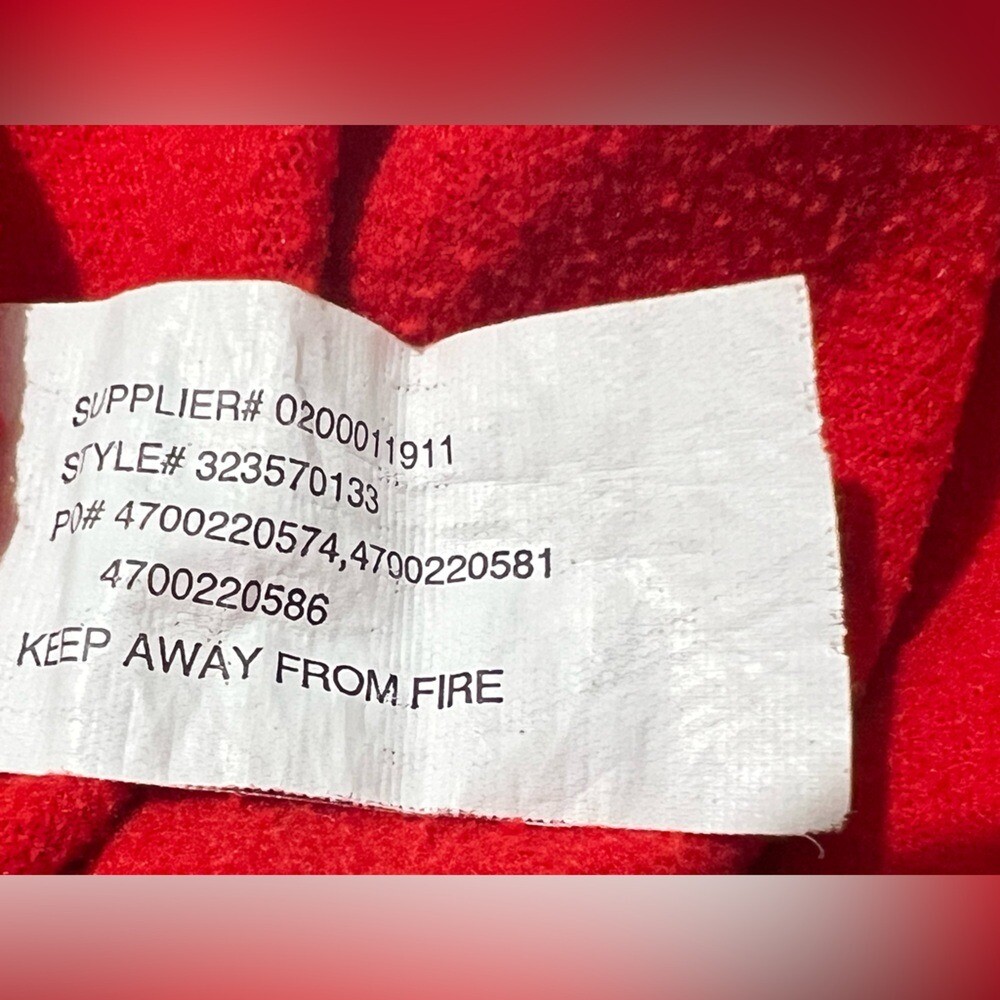 SUPPLIER# 0200011911
STYLE# 323570133
PO# 4700220574,4700220581
4700220586
KEEP AWAY FROM FIRE